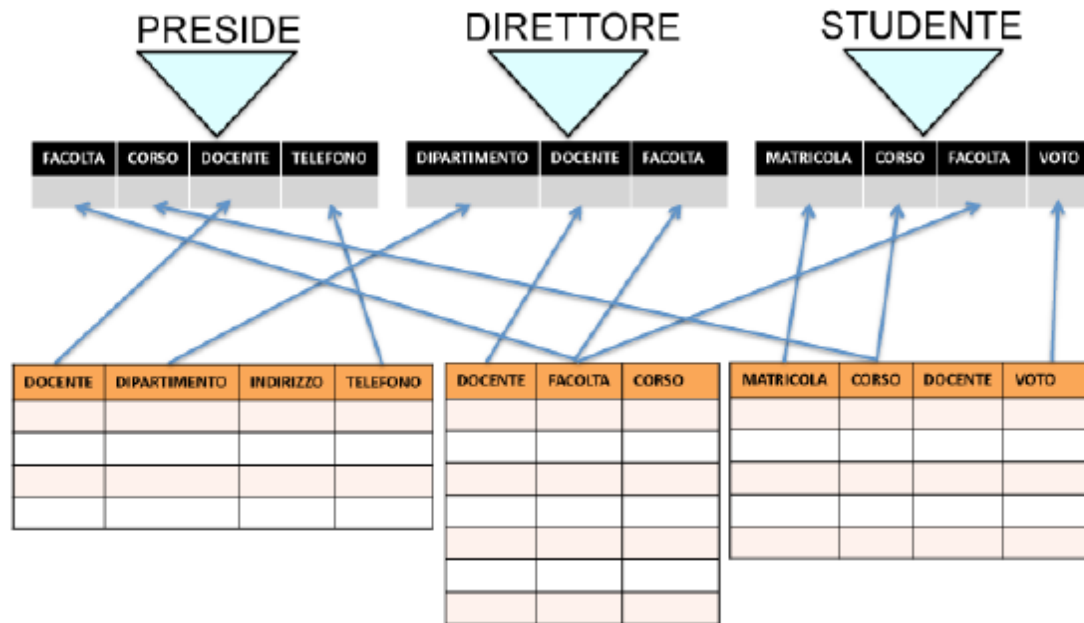 PRESIDE DIRETTORE STUDENTE
FACOLTA CORSO DOCENTE TELEFONO DIPARTIMENTO DOCENTE FACOLTA MATRICOLA CORSO FACOLTA VOTO
DOCENTE DIPARTIMENTO INDIRIZZO TELEFONO DOCENTE FACOLTA CORSO MATRICOLA CORSO DOCENTE VOTO